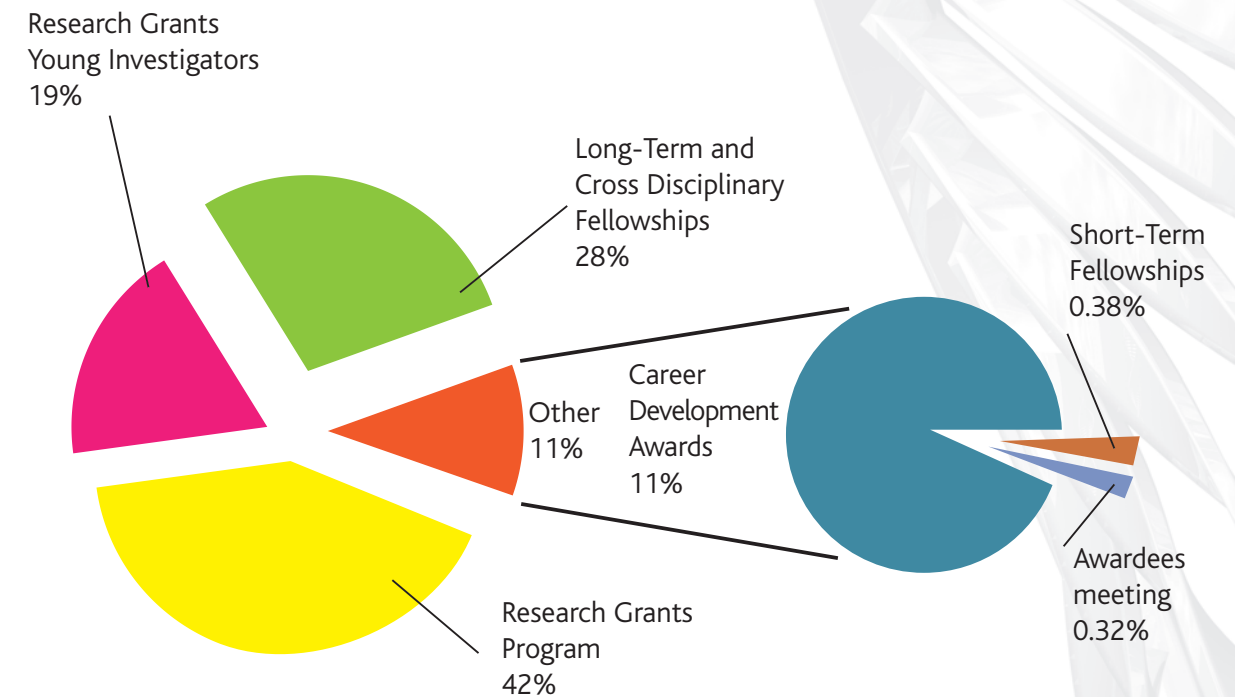 Research Grants
Young Investigators
19%
Long-Term and
Cross Disciplinary
Fellowships
28%
Short-Term
Fellowships
0.38%
Career
Development
Awards
11%
Other
11%
Awardees
meeting
0.32%
Research Grants
Program
42%